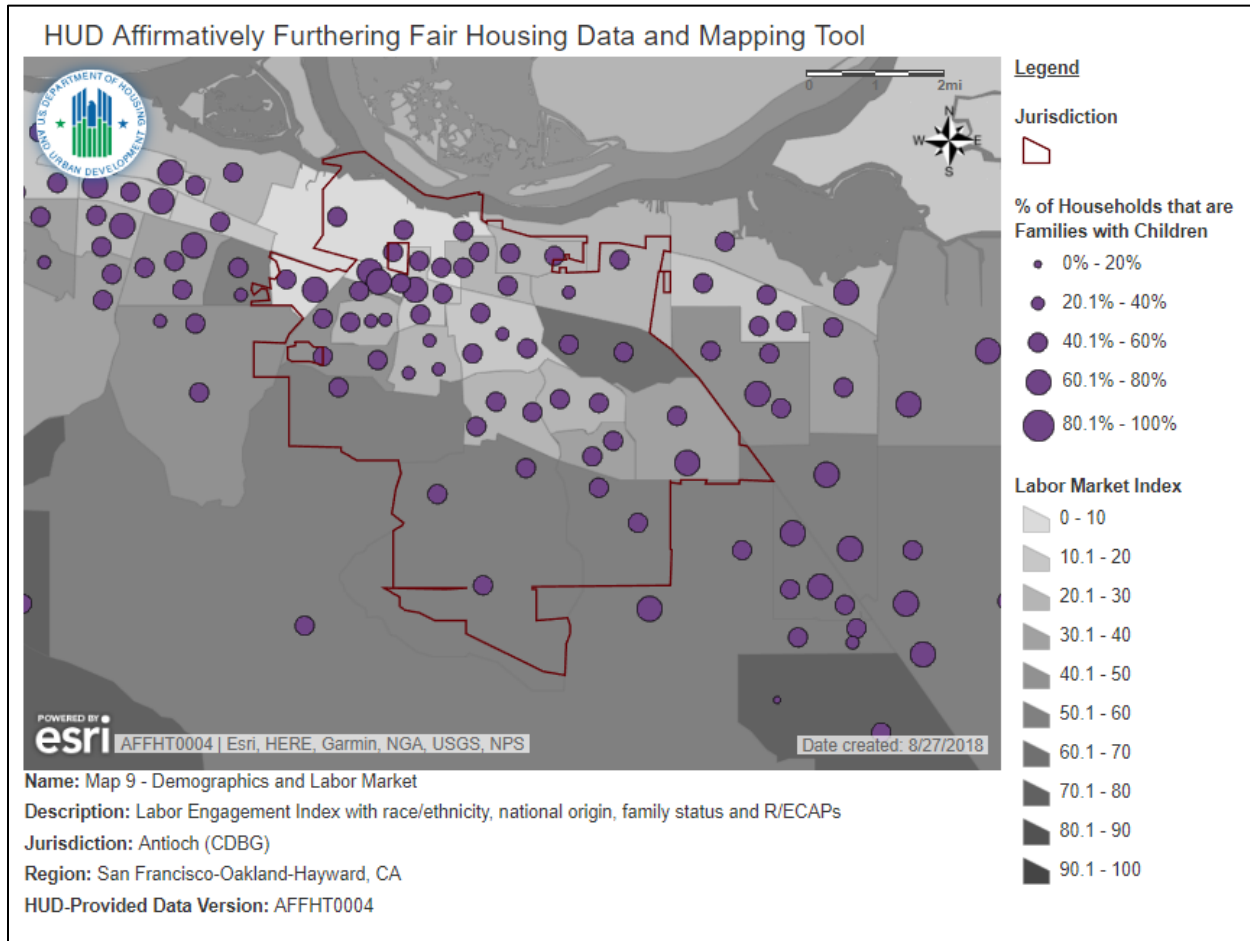 HUD Affirmatively Furthering Fair Housing Data and Mapping Tool
U.S. DEPARTMENT OF HOUSING
AND URBAN DEVELOPMENT
0 1 2mi
N
W E
S
POWERED BY
esri
AFFHT0004 | Esri, HERE, Garmin, NGA, USGS, NPS
Date created: 8/27/2018
Legend
Jurisdiction
% of Households that are
Families with Children
0% - 20%
20.1% - 40%
40.1% - 60%
60.1% - 80%
80.1% - 100%
Labor Market Index
0 - 10
10.1 - 20
20.1 - 30
30.1 - 40
40.1 - 50
50.1 - 60
60.1 - 70
70.1 - 80
80.1 - 90
90.1 - 100
Name: Map 9 - Demographics and Labor Market
Description: Labor Engagement Index with race/ethnicity, national origin, family status and R/ECAPs
Jurisdiction: Antioch (CDBG)
Region: San Francisco-Oakland-Hayward, CA
HUD-Provided Data Version: AFFHT0004